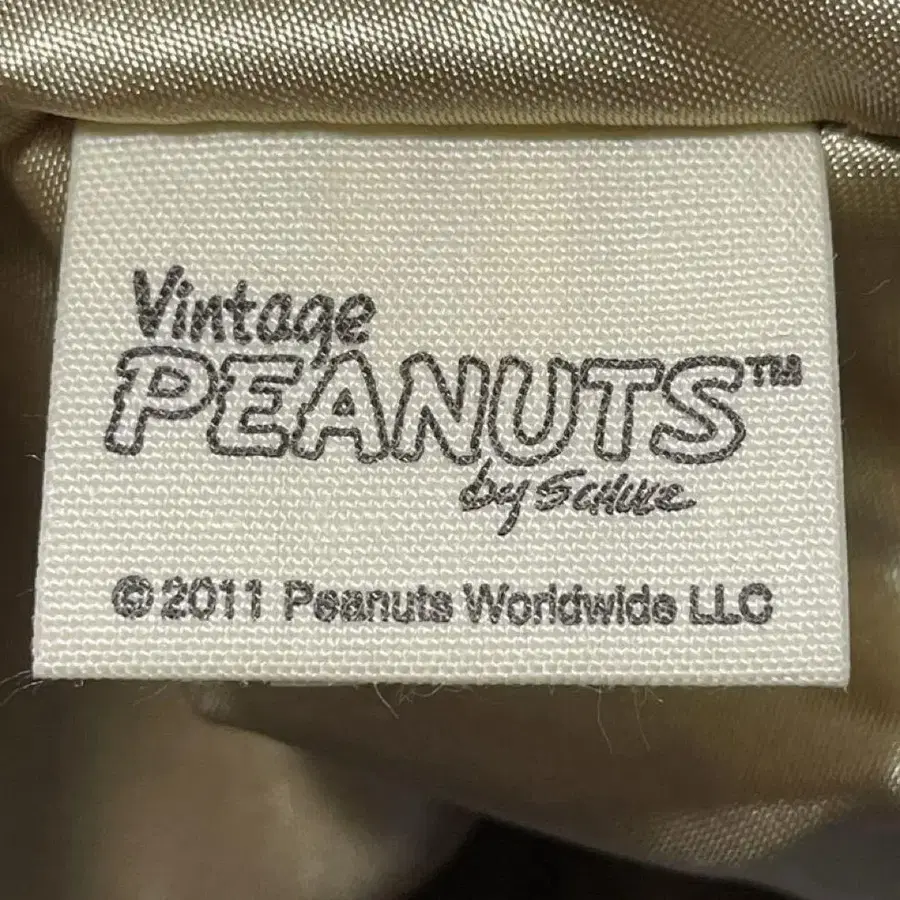 Vintage
PEANUTS™
by Schulz
© 2011 Peanuts Worldwide LLC